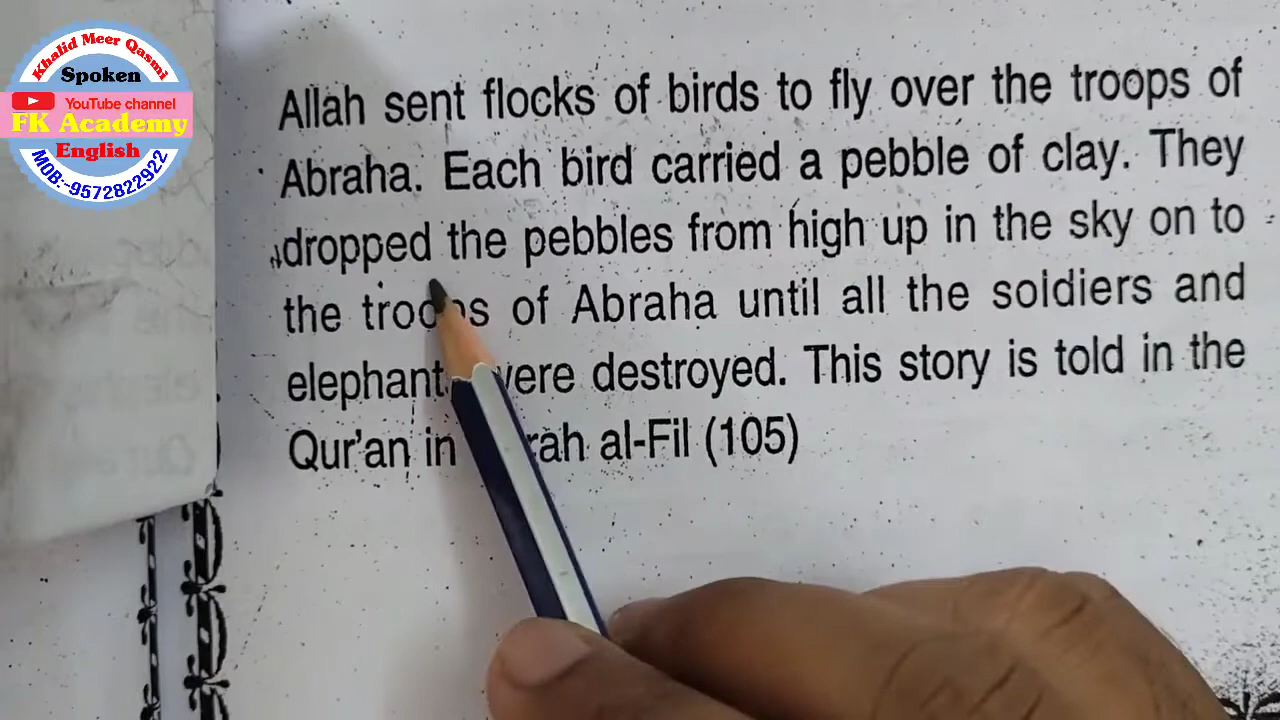 Khalid Meer Qasmi
Spoken
YouTube channel
FK Academy
English
MOB:-9572822922
Allah sent flocks of birds to fly over the troops of
Abraha. Each bird carried a pebble of clay. They
dropped the pebbles from high up in the sky on to
the troops of Abraha until all the soldiers and
elephants were destroyed. This story is told in the
Qur'an in rah al-Fil (105)